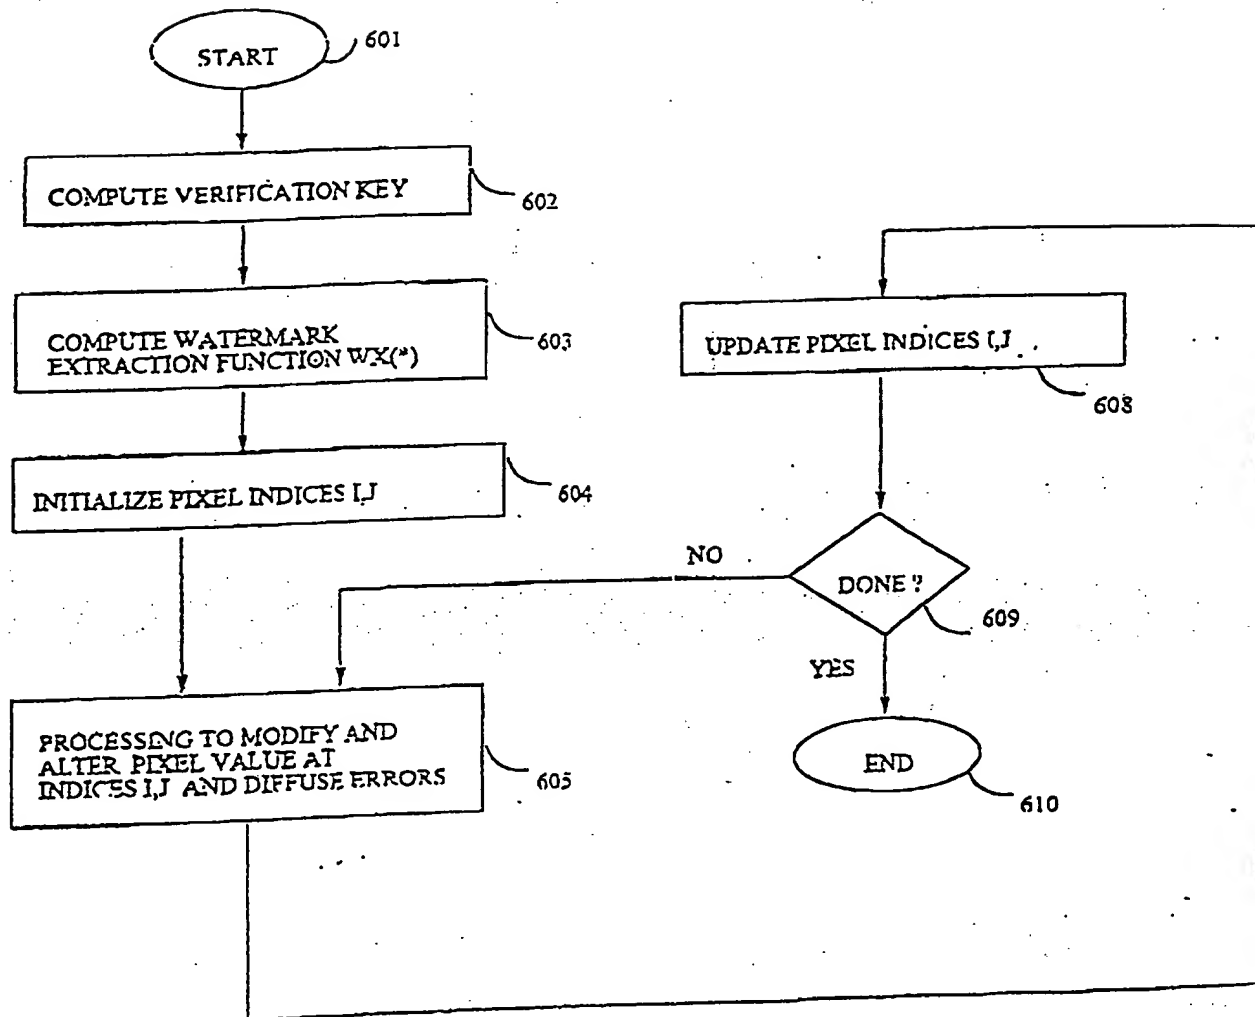 START
601
COMPUTE VERIFICATION KEY
602
COMPUTE WATERMARK
EXTRACTION FUNCTION WX(*)
603
INITIALIZE PIXEL INDICES I,J
604
PROCESSING TO MODIFY AND
ALTER PIXEL VALUE AT
INDICES I,J AND DIFFUSE ERRORS
605
UPDATE PIXEL INDICES I,J
608
NO
DONE?
609
YES
END
610